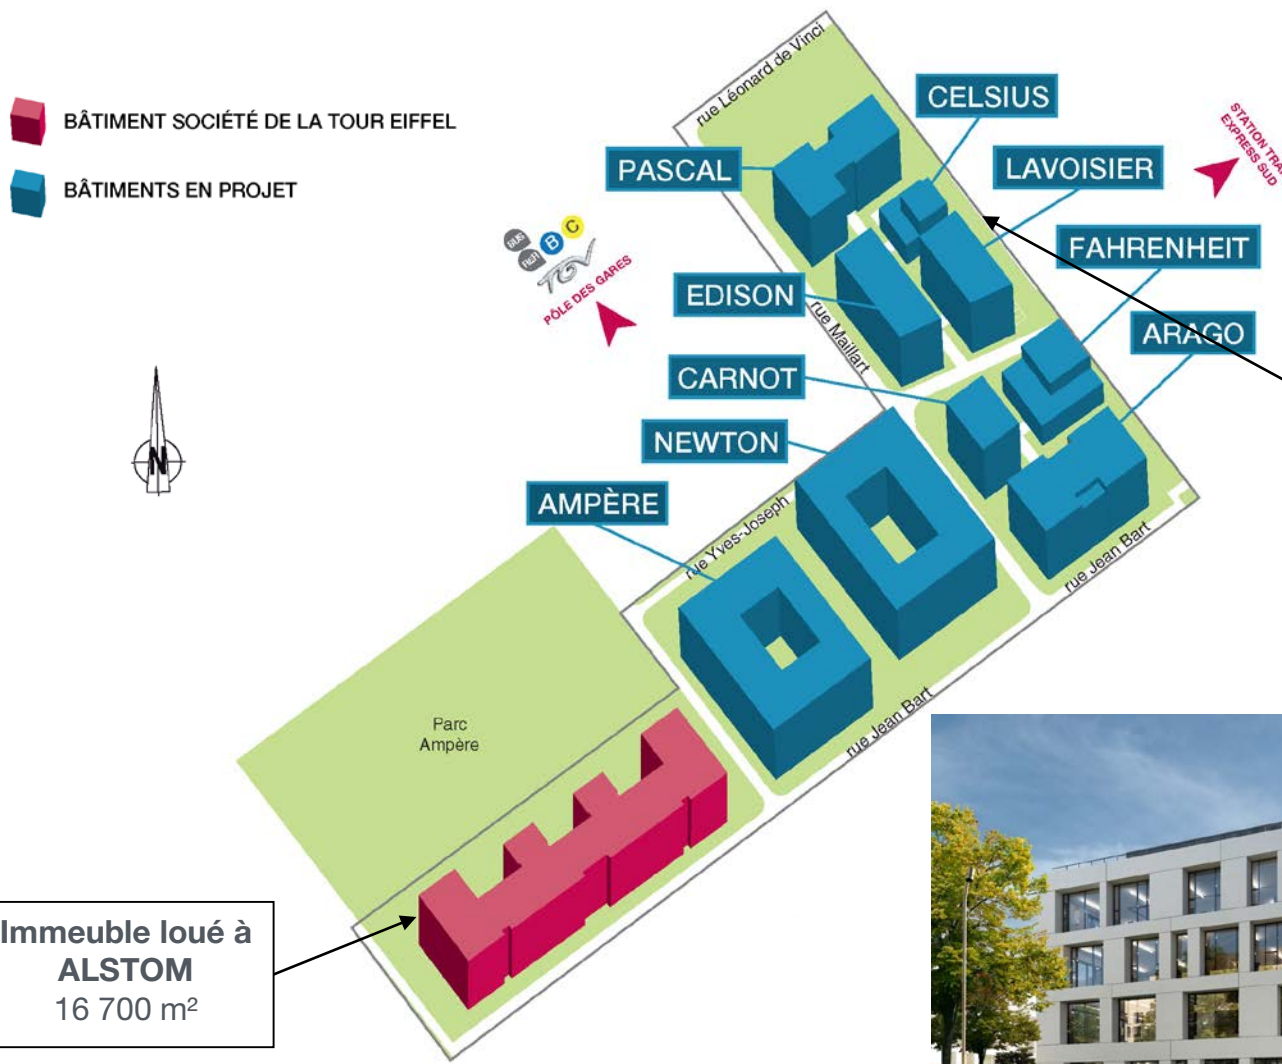 BÂTIMENT SOCIÉTÉ DE LA TOUR EIFFEL
BÂTIMENTS EN PROJET
rue Léonard de Vinci
CELSIUS
PASCAL
LAVOISIER
STATION
EXPRESS SUD
FAHRENHEIT
BUS
RER
B
C
TGV
PÔLE DES GARES
EDISON
rue Maillart
ARAGO
CARNOT
NEWTON
N
AMPÈRE
rue Yves-Joseph
rue Jean Bart
rue Jean Bart
Parc
Ampère
Immeuble loué à
ALSTOM
16 700 m²